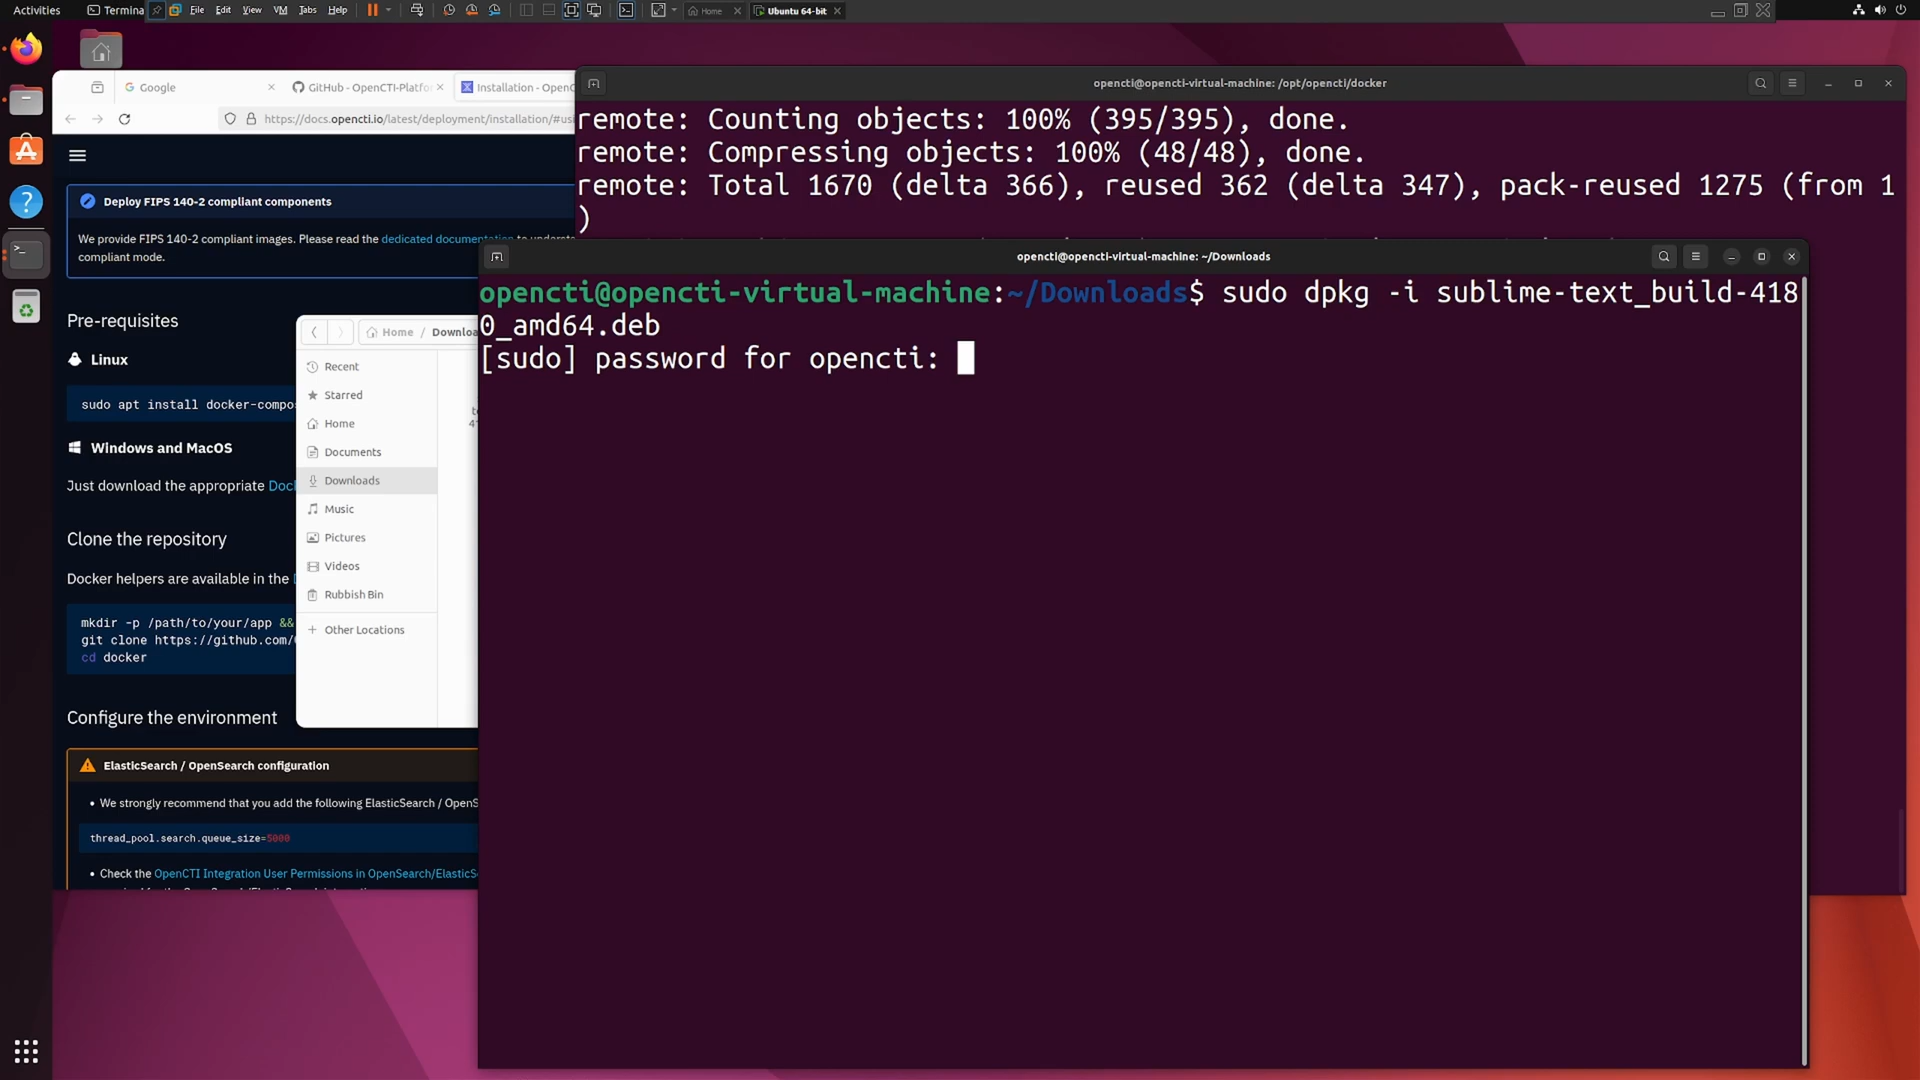 Activities
Termina
File Edit View VM Tabs Help
Home
Ubuntu 64-bit
Google
GitHub - OpenCTI-Platfo
Installation - OpenC
https://docs.opencti.io/latest/deployment/installation/#usi
Deploy FIPS 140-2 compliant components
We provide FIPS 140-2 compliant images. Please read the dedicated documentation to underst
compliant mode.
Pre-requisites
Linux
sudo apt install docker-compos
Windows and MacOS
Just download the appropriate Doc
Clone the repository
Docker helpers are available in the
mkdir -p /path/to/your/app &&
git clone https://github.com/
cd docker
Configure the environment
ElasticSearch / OpenSearch configuration
• We strongly recommend that you add the following ElasticSearch / OpenS
thread_pool.search.queue_size=5000
• Check the OpenCTI Integration User Permissions in OpenSearch/ElasticS
Home / Downloa
Recent
Starred
Home
Documents
Downloads
Music
Pictures
Videos
Rubbish Bin
+ Other Locations
opencti@opencti-virtual-machine: /opt/opencti/docker
remote: Counting objects: 100% (395/395), done.
remote: Compressing objects: 100% (48/48), done.
remote: Total 1670 (delta 366), reused 362 (delta 347), pack-reused 1275 (from 1
)
opencti@opencti-virtual-machine: ~/Downloads
opencti@opencti-virtual-machine:~/Downloads$ sudo dpkg -i sublime-text_build-418
0_amd64.deb
[sudo] password for opencti: